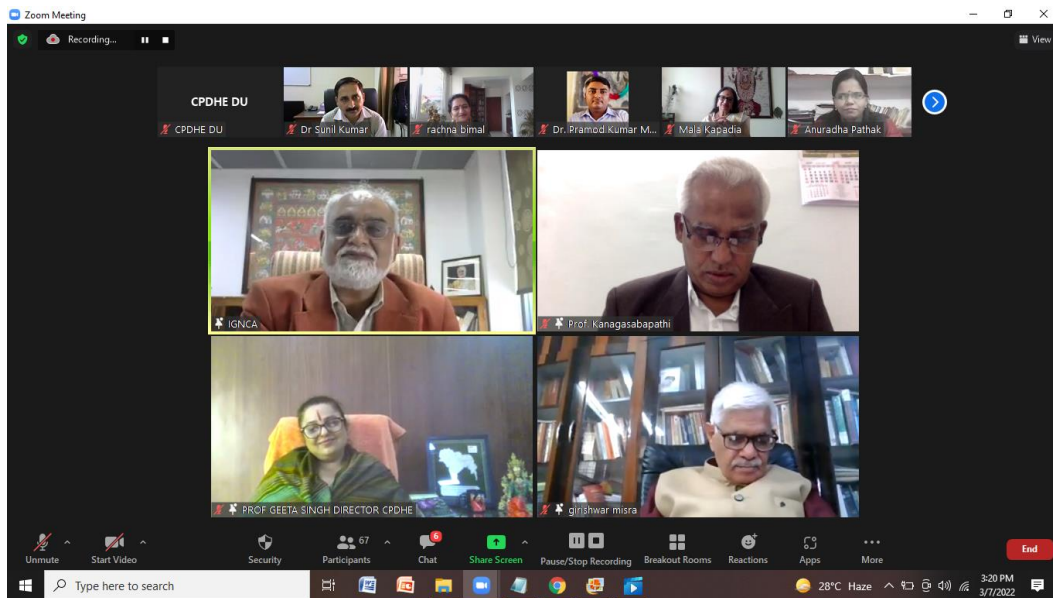 Zoom Meeting
Recording...
View
CPDHE DU
CPDHE DU
Dr Sunil Kumar
rachna bimal
Dr. Pramod Kumar M...
Mala Kapadia
Anuradha Pathak
IGNCA
Prof. Kanagasabapathi
PROF GEETA SINGH DIRECTOR CPDHE
girishwar misra
67
6
Unmute
Start Video
Security
Participants
Chat
Share Screen
Pause/Stop Recording
Breakout Rooms
Reactions
Apps
More
End
Type here to search
28°C Haze
3:20 PM
3/7/2022